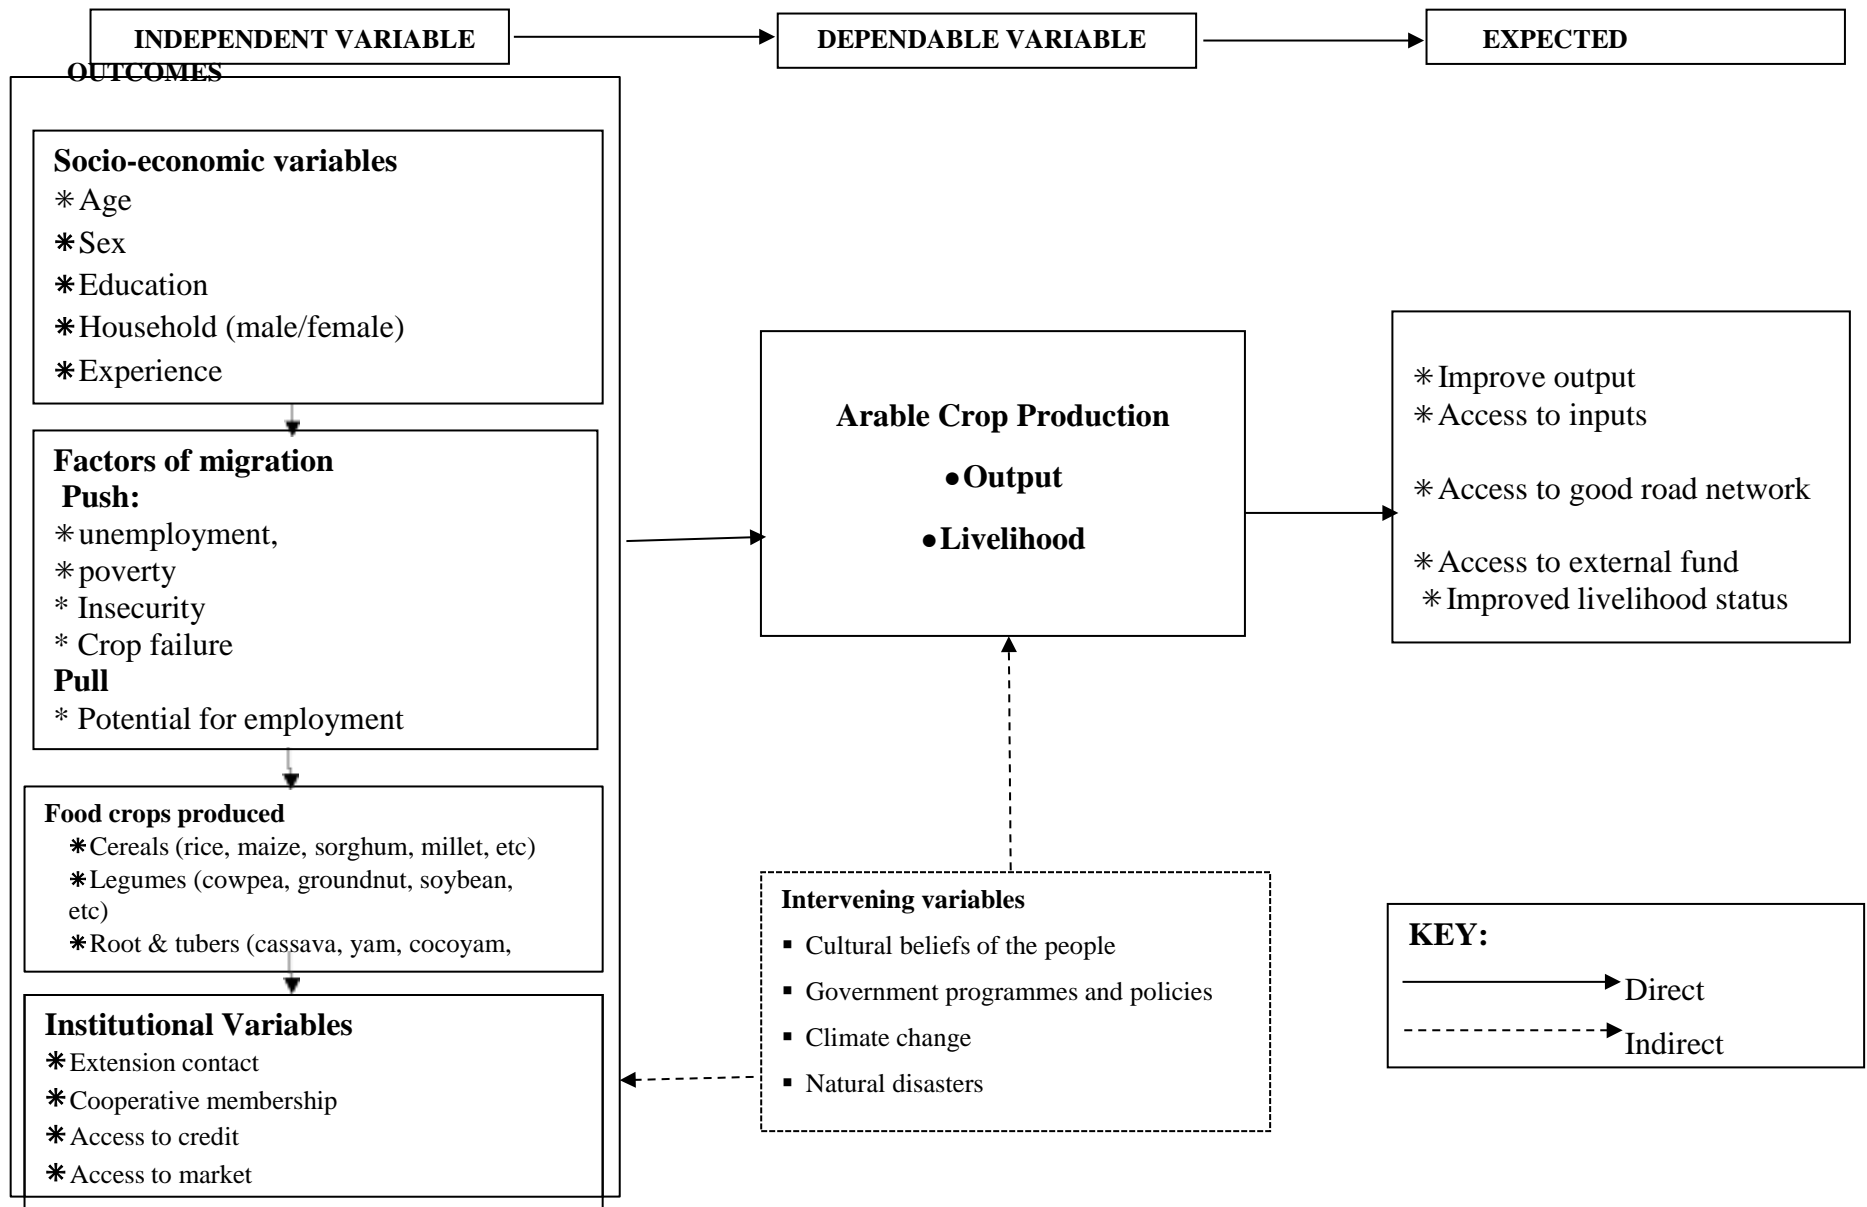 INDEPENDENT VARIABLE
DEPENDABLE VARIABLE
EXPECTED
OUTCOMES
Socio-economic variables
✳Age
✳Sex
✳Education
✳Household (male/female)
✳Experience
Factors of migration
Push:
✳unemployment,
✳poverty
* Insecurity
* Crop failure
Pull
* Potential for employment
Food crops produced
✳Cereals (rice, maize, sorghum, millet, etc)
✳Legumes (cowpea, groundnut, soybean,
etc)
✳Root & tubers (cassava, yam, cocoyam,
Institutional Variables
✳Extension contact
✳Cooperative membership
✳Access to credit
✳Access to market
Arable Crop Production
●Output
●Livelihood
Intervening variables
▪ Cultural beliefs of the people
▪ Government programmes and policies
▪ Climate change
▪ Natural disasters
✳Improve output
✳Access to inputs
✳Access to good road network
✳Access to external fund
✳Improved livelihood status
KEY:
Direct
Indirect